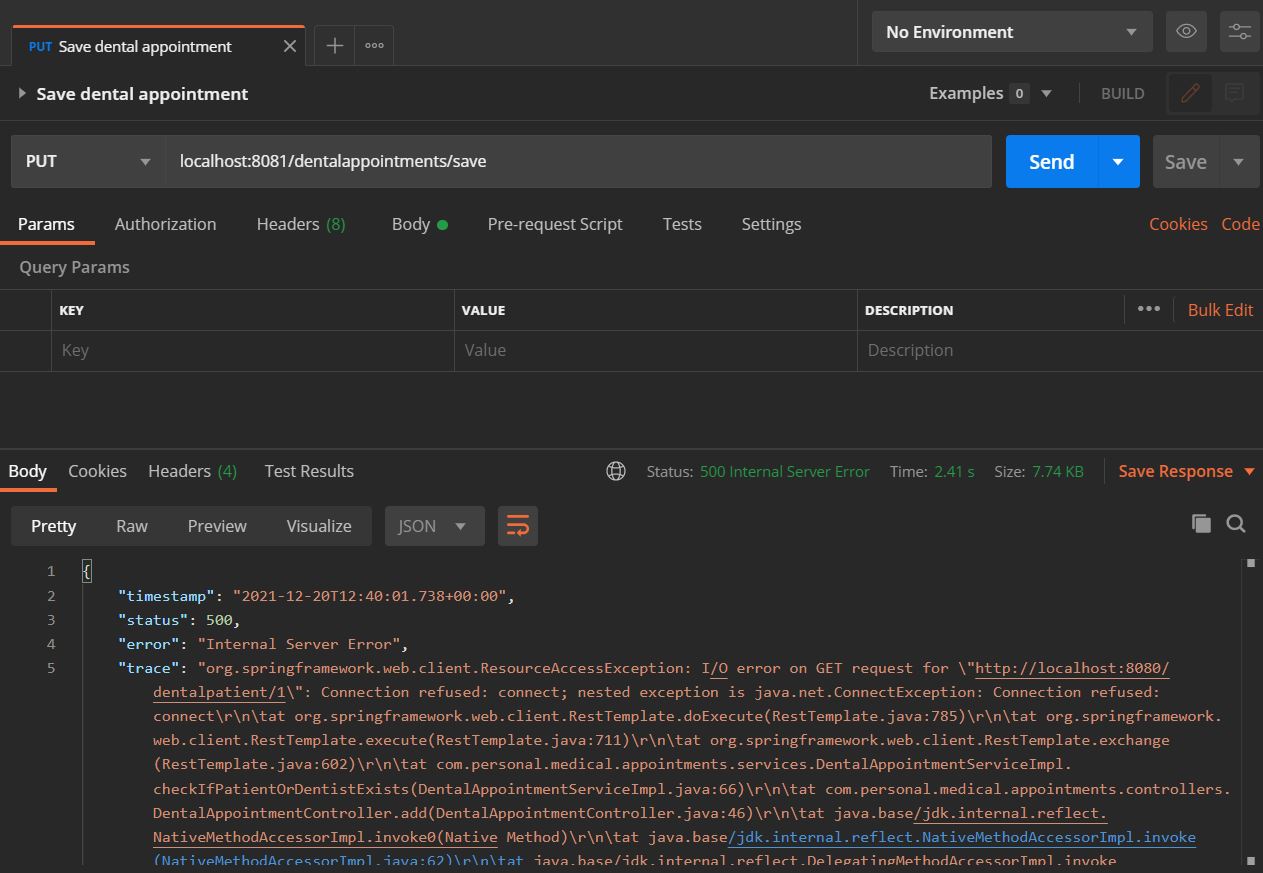 PUT Save dental appointment
No Environment
Save dental appointment
Examples 0
BUILD
PUT
localhost:8081/dentalappointments/save
Send
Save
Params Authorization Headers (8) Body Pre-request Script Tests Settings Cookies Code
Query Params
KEY VALUE DESCRIPTION Bulk Edit
Key Value Description
Body Cookies Headers (4) Test Results Status: 500 Internal Server Error Time: 2.41 s Size: 7.74 KB Save Response
Pretty Raw Preview Visualize JSON
1 {
2 "timestamp": "2021-12-20T12:40:01.738+00:00",
3 "status": 500,
4 "error": "Internal Server Error",
5 "trace": "org.springframework.web.client.ResourceAccessException: I/O error on GET request for \"http://localhost:8080/
dentalpatient/1\": Connection refused: connect; nested exception is java.net.ConnectException: Connection refused:
connect\r\n\tat org.springframework.web.client.RestTemplate.doExecute(RestTemplate.java:785)\r\n\tat org.springframework.
web.client.RestTemplate.execute(RestTemplate.java:711)\r\n\tat org.springframework.web.client.RestTemplate.exchange
(RestTemplate.java:602)\r\n\tat com.personal.medical.appointments.services.DentalAppointmentServiceImpl.
checkIfPatientOrDentistExists(DentalAppointmentServiceImpl.java:66)\r\n\tat com.personal.medical.appointments.controllers.
DentalAppointmentController.add(DentalAppointmentController.java:46)\r\n\tat java.base/jdk.internal.reflect.
NativeMethodAccessorImpl.invoke0(Native Method)\r\n\tat java.base/jdk.internal.reflect.NativeMethodAccessorImpl.invoke
(NativeMethodAccessorImpl.java:62)\r\n\tat java.base/jdk.internal.reflect.DelegatingMethodAccessorImpl.invoke